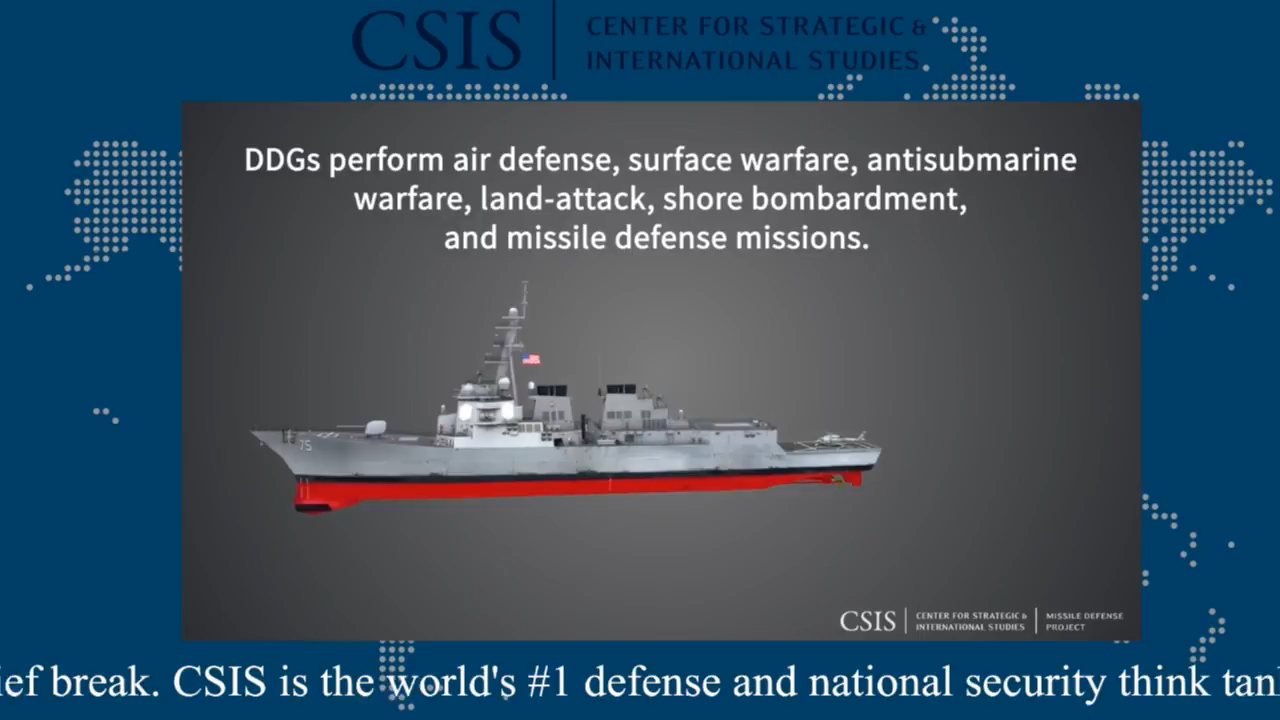 CSIS
CENTER FOR STRATEGIC &
INTERNATIONAL STUDIES
DDGs perform air defense, surface warfare, antisubmarine
warfare, land-attack, shore bombardment,
and missile defense missions.
75
CSIS
CENTER FOR STRATEGIC &
INTERNATIONAL STUDIES
MISSILE DEFENSE
PROJECT
ief break. CSIS is the world's #1 defense and national security think tan